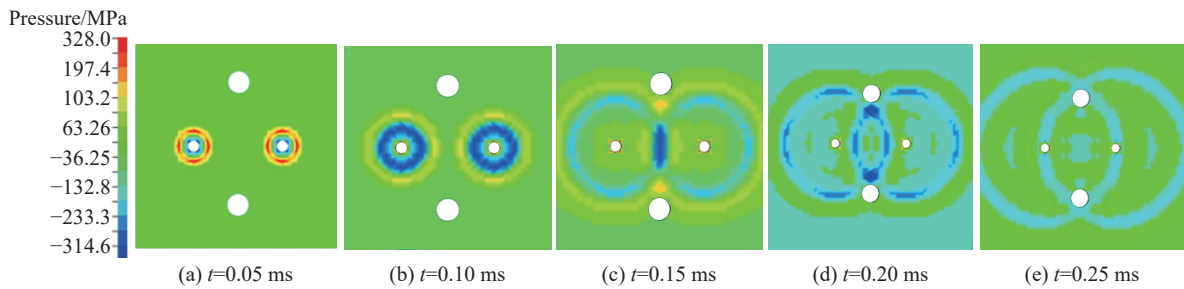 Pressure/MPa
328.0
197.4
103.2
63.26
−36.25
−132.8
−233.3
−314.6
(a) t=0.05 ms
(b) t=0.10 ms
(c) t=0.15 ms
(d) t=0.20 ms
(e) t=0.25 ms